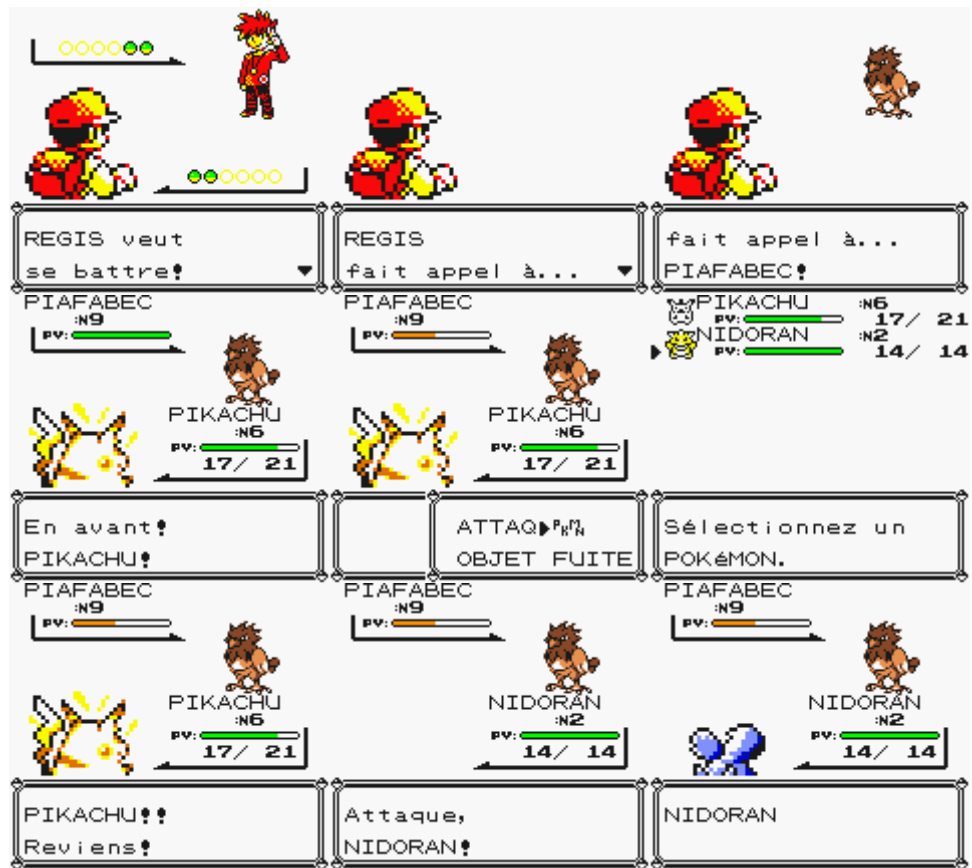 REGIS veut
se battre!
REGIS
fait appel à...
fait appel à...
PIAFABEC!
PIAFABEC
:N9
PV:
PIKACHU
:N6
PV:
17/ 21
En avant!
PIKACHU!
PIAFABEC
:N9
PV:
PIKACHU
:N6
PV:
17/ 21
ATTAQ PKMN
OBJET FUITE
PIKACHU :N6
PV: 17/ 21
NIDORAN :N2
PV: 14/ 14
Sélectionnez un
POKéMON.
PIAFABEC
:N9
PV:
PIKACHU
:N6
PV:
17/ 21
PIKACHU!!
Reviens!
PIAFABEC
:N9
PV:
NIDORAN
:N2
PV:
14/ 14
Attaque,
NIDORAN!
PIAFABEC
:N9
PV:
NIDORAN
:N2
PV:
14/ 14
NIDORAN